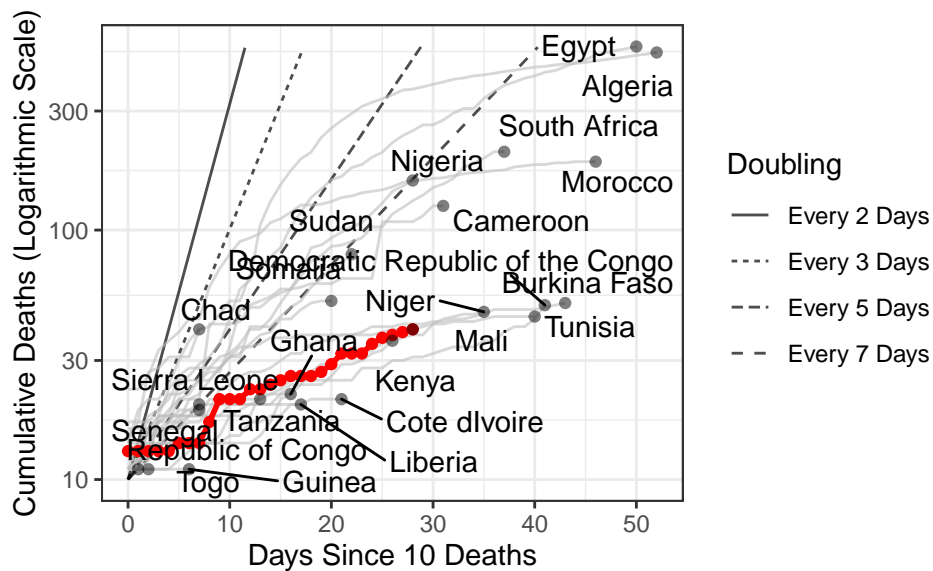 Cumulative Deaths (Logarithmic Scale)
300
100
30
10
Egypt
Algeria
South Africa
Nigeria
Morocco
Sudan
Cameroon
Democratic Republic of the Congo
Somalia
Burkina Faso
Niger
Chad
Tunisia
Ghana
Mali
Sierra Leone
Kenya
Tanzania
Cote dIvoire
Senegal
Republic of Congo
Liberia
Togo
Guinea
0
10
20
30
40
50
Days Since 10 Deaths
Doubling
Every 2 Days
Every 3 Days
Every 5 Days
Every 7 Days